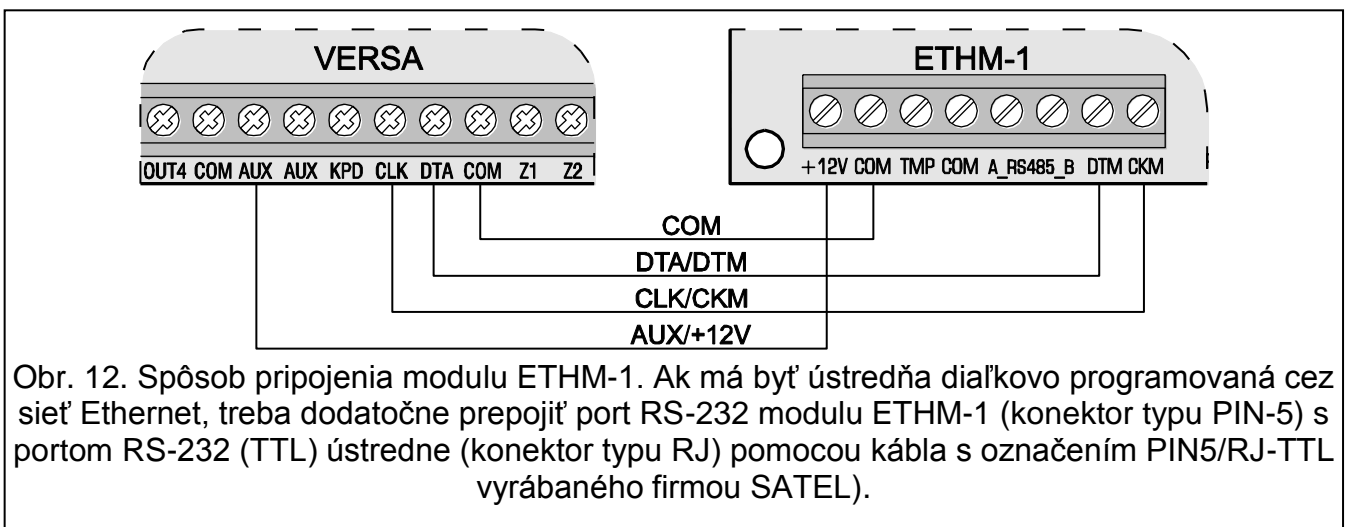 VERSA
ETHM-1
OUT4 COM AUX AUX KPD CLK DTA COM Z1 Z2
+12V COM TMP COM A_RS485_B DTM CKM
COM
DTA/DTM
CLK/CKM
AUX/+12V
Obr. 12. Spôsob pripojenia modulu ETHM-1. Ak má byť ústredňa diaľkovo programovaná cez
sieť Ethernet, treba dodatočne prepojiť port RS-232 modulu ETHM-1 (konektor typu PIN-5) s
portom RS-232 (TTL) ústredne (konektor typu RJ) pomocou kábla s označením PIN5/RJ-TTL
vyrábaného firmou SATEL).